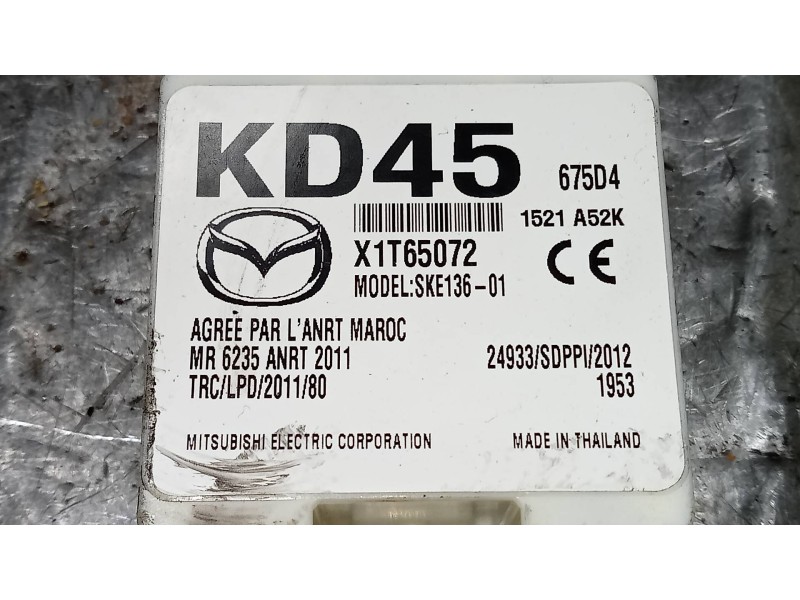 KD45
675D4
1521 A52K
X1T65072
MODEL:SKE136-01
CE
AGREE PAR L'ANRT MAROC
MR 6235 ANRT 2011
24933/SDPPI/2012
TRC/LPD/2011/80
1953
MITSUBISHI ELECTRIC CORPORATION
MADE IN THAILAND